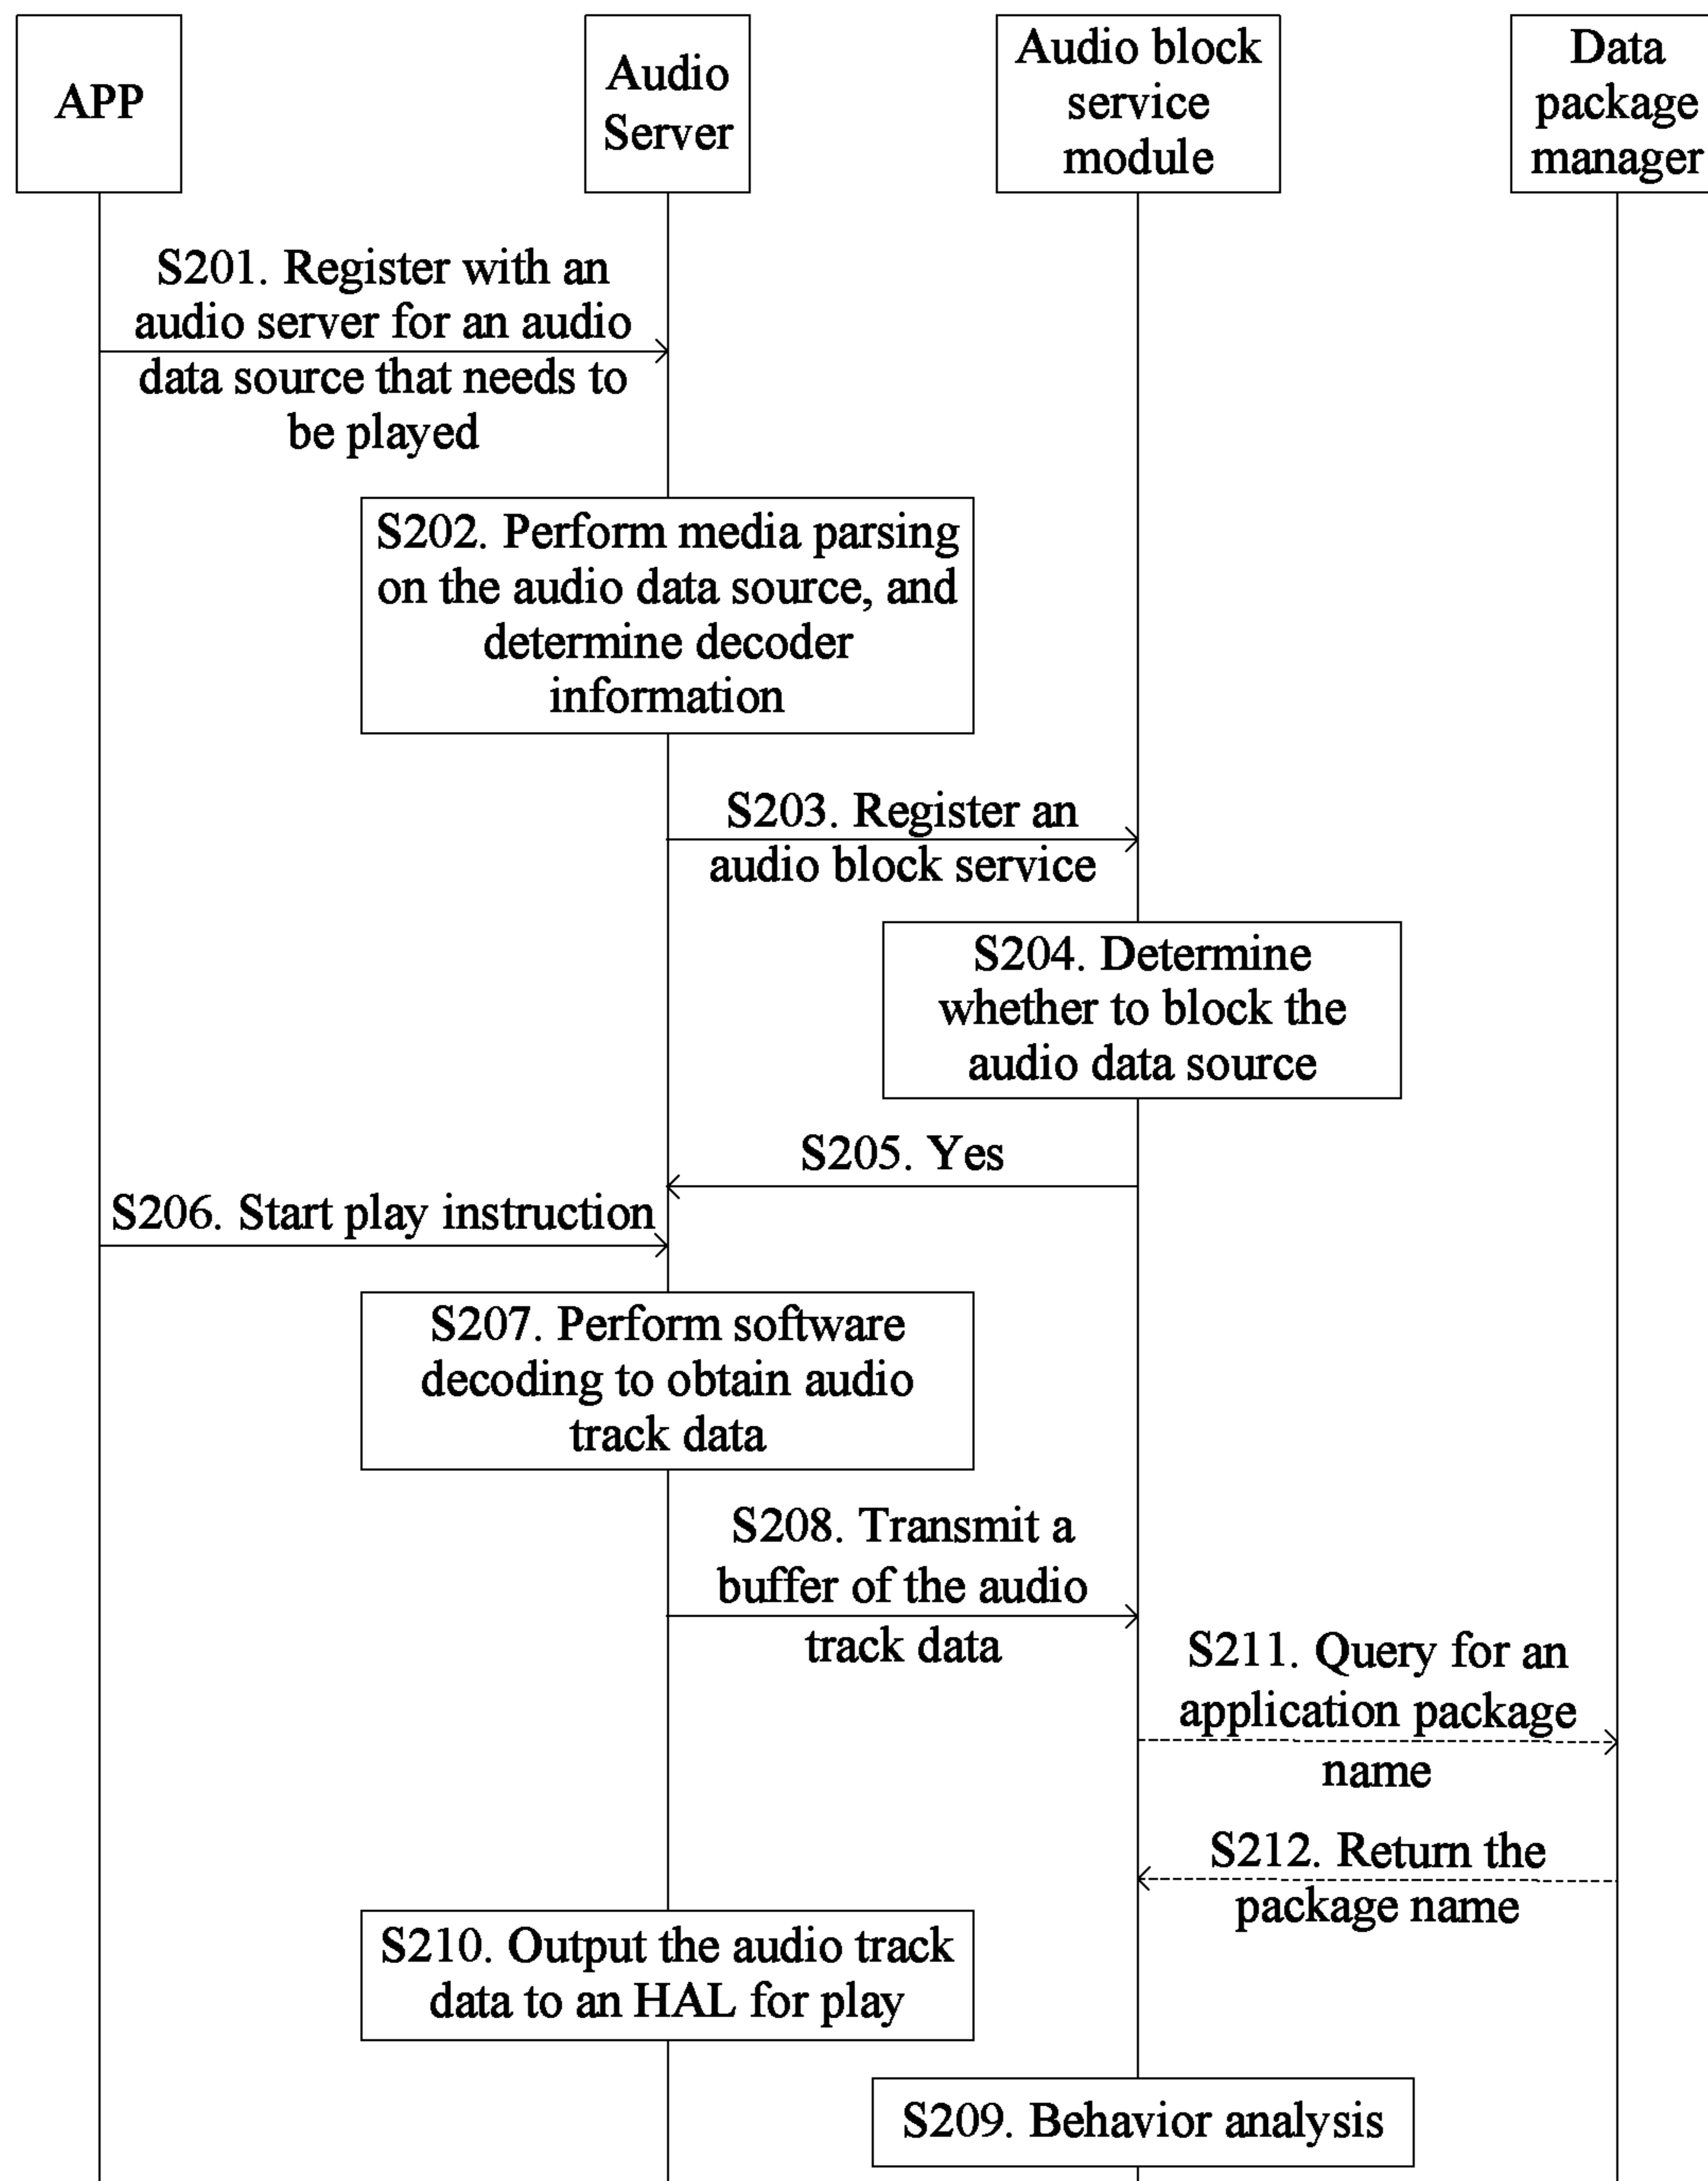 APP
Audio
Server
Audio block
service
module
Data
package
manager
S201. Register with an
audio server for an audio
data source that needs to
be played
S202. Perform media parsing
on the audio data source, and
determine decoder
information
S203. Register an
audio block service
S204. Determine
whether to block the
audio data source
S205. Yes
S206. Start play instruction
S207. Perform software
decoding to obtain audio
track data
S208. Transmit a
buffer of the audio
track data
S211. Query for an
application package
name
S212. Return the
package name
S210. Output the audio track
data to an HAL for play
S209. Behavior analysis